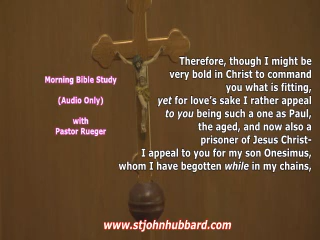 Morning Bible Study
(Audio Only)
with
Pastor Rueger
Therefore, though I might be
very bold in Christ to command
you what is fitting,
yet for love's sake I rather appeal
to you being such a one as Paul,
the aged, and now also a
prisoner of Jesus Christ-
I appeal to you for my son Onesimus,
whom I have begotten while in my chains,
www.stjohnhubbard.com